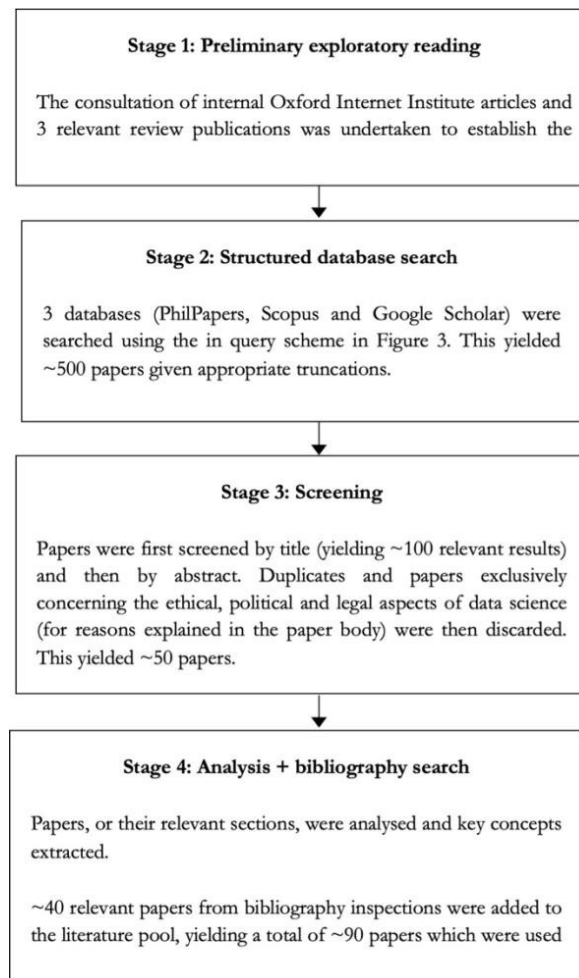 Stage 1: Preliminary exploratory reading
The consultation of internal Oxford Internet Institute articles and
3 relevant review publications was undertaken to establish the
Stage 2: Structured database search
3 databases (PhilPapers, Scopus and Google Scholar) were
searched using the in query scheme in Figure 3. This yielded
~500 papers given appropriate truncations.
Stage 3: Screening
Papers were first screened by title (yielding ~100 relevant results)
and then by abstract. Duplicates and papers exclusively
concerning the ethical, political and legal aspects of data science
(for reasons explained in the paper body) were then discarded.
This yielded ~50 papers.
Stage 4: Analysis + bibliography search
Papers, or their relevant sections, were analysed and key concepts
extracted.
~40 relevant papers from bibliography inspections were added to
the literature pool, yielding a total of ~90 papers which were used